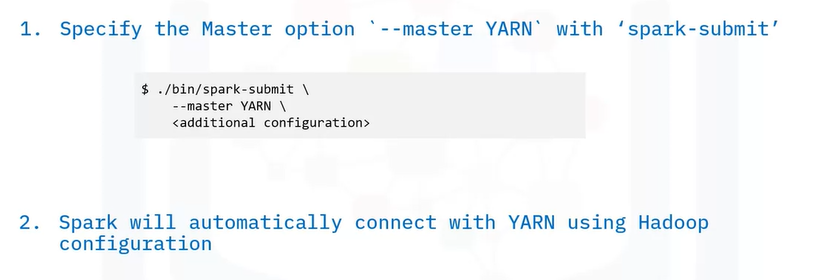 1. Specify the Master option `--master YARN` with ‘spark-submit’
$ ./bin/spark-submit \
--master YARN \
<additional configuration>
2. Spark will automatically connect with YARN using Hadoop
configuration